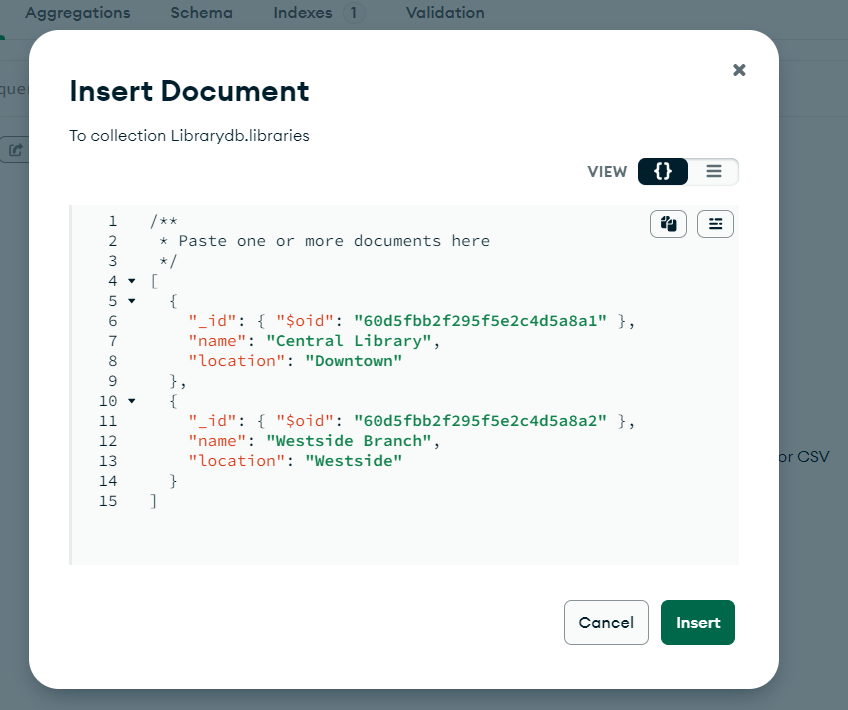 Aggregations Schema Indexes 1 Validation
Insert Document
To collection Librarydb.libraries
VIEW {}
1 /**
2  * Paste one or more documents here
3  */
4 [
5   {
6     "_id": { "$oid": "60d5fbb2f295f5e2c4d5a8a1" },
7     "name": "Central Library",
8     "location": "Downtown"
9   },
10   {
11     "_id": { "$oid": "60d5fbb2f295f5e2c4d5a8a2" },
12     "name": "Westside Branch",
13     "location": "Westside"
14   }
15 ]
or CSV
Cancel Insert